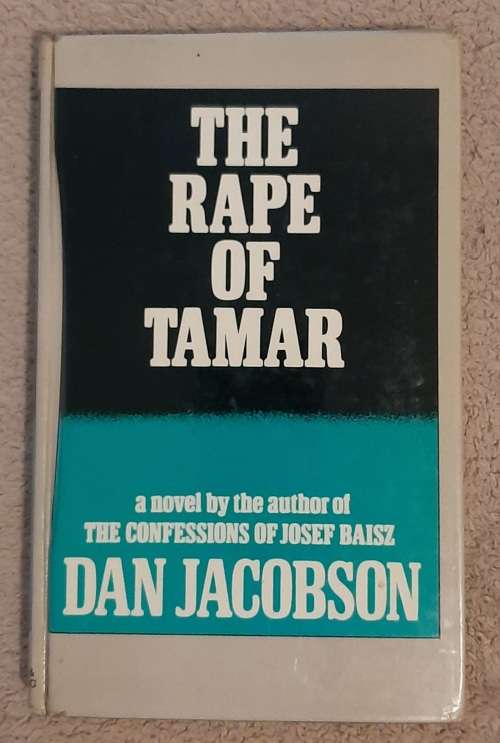 THE
RAPE
OF
TAMAR
a novel by the author of
THE CONFESSIONS OF JOSEF BAISZ
DAN JACOBSON